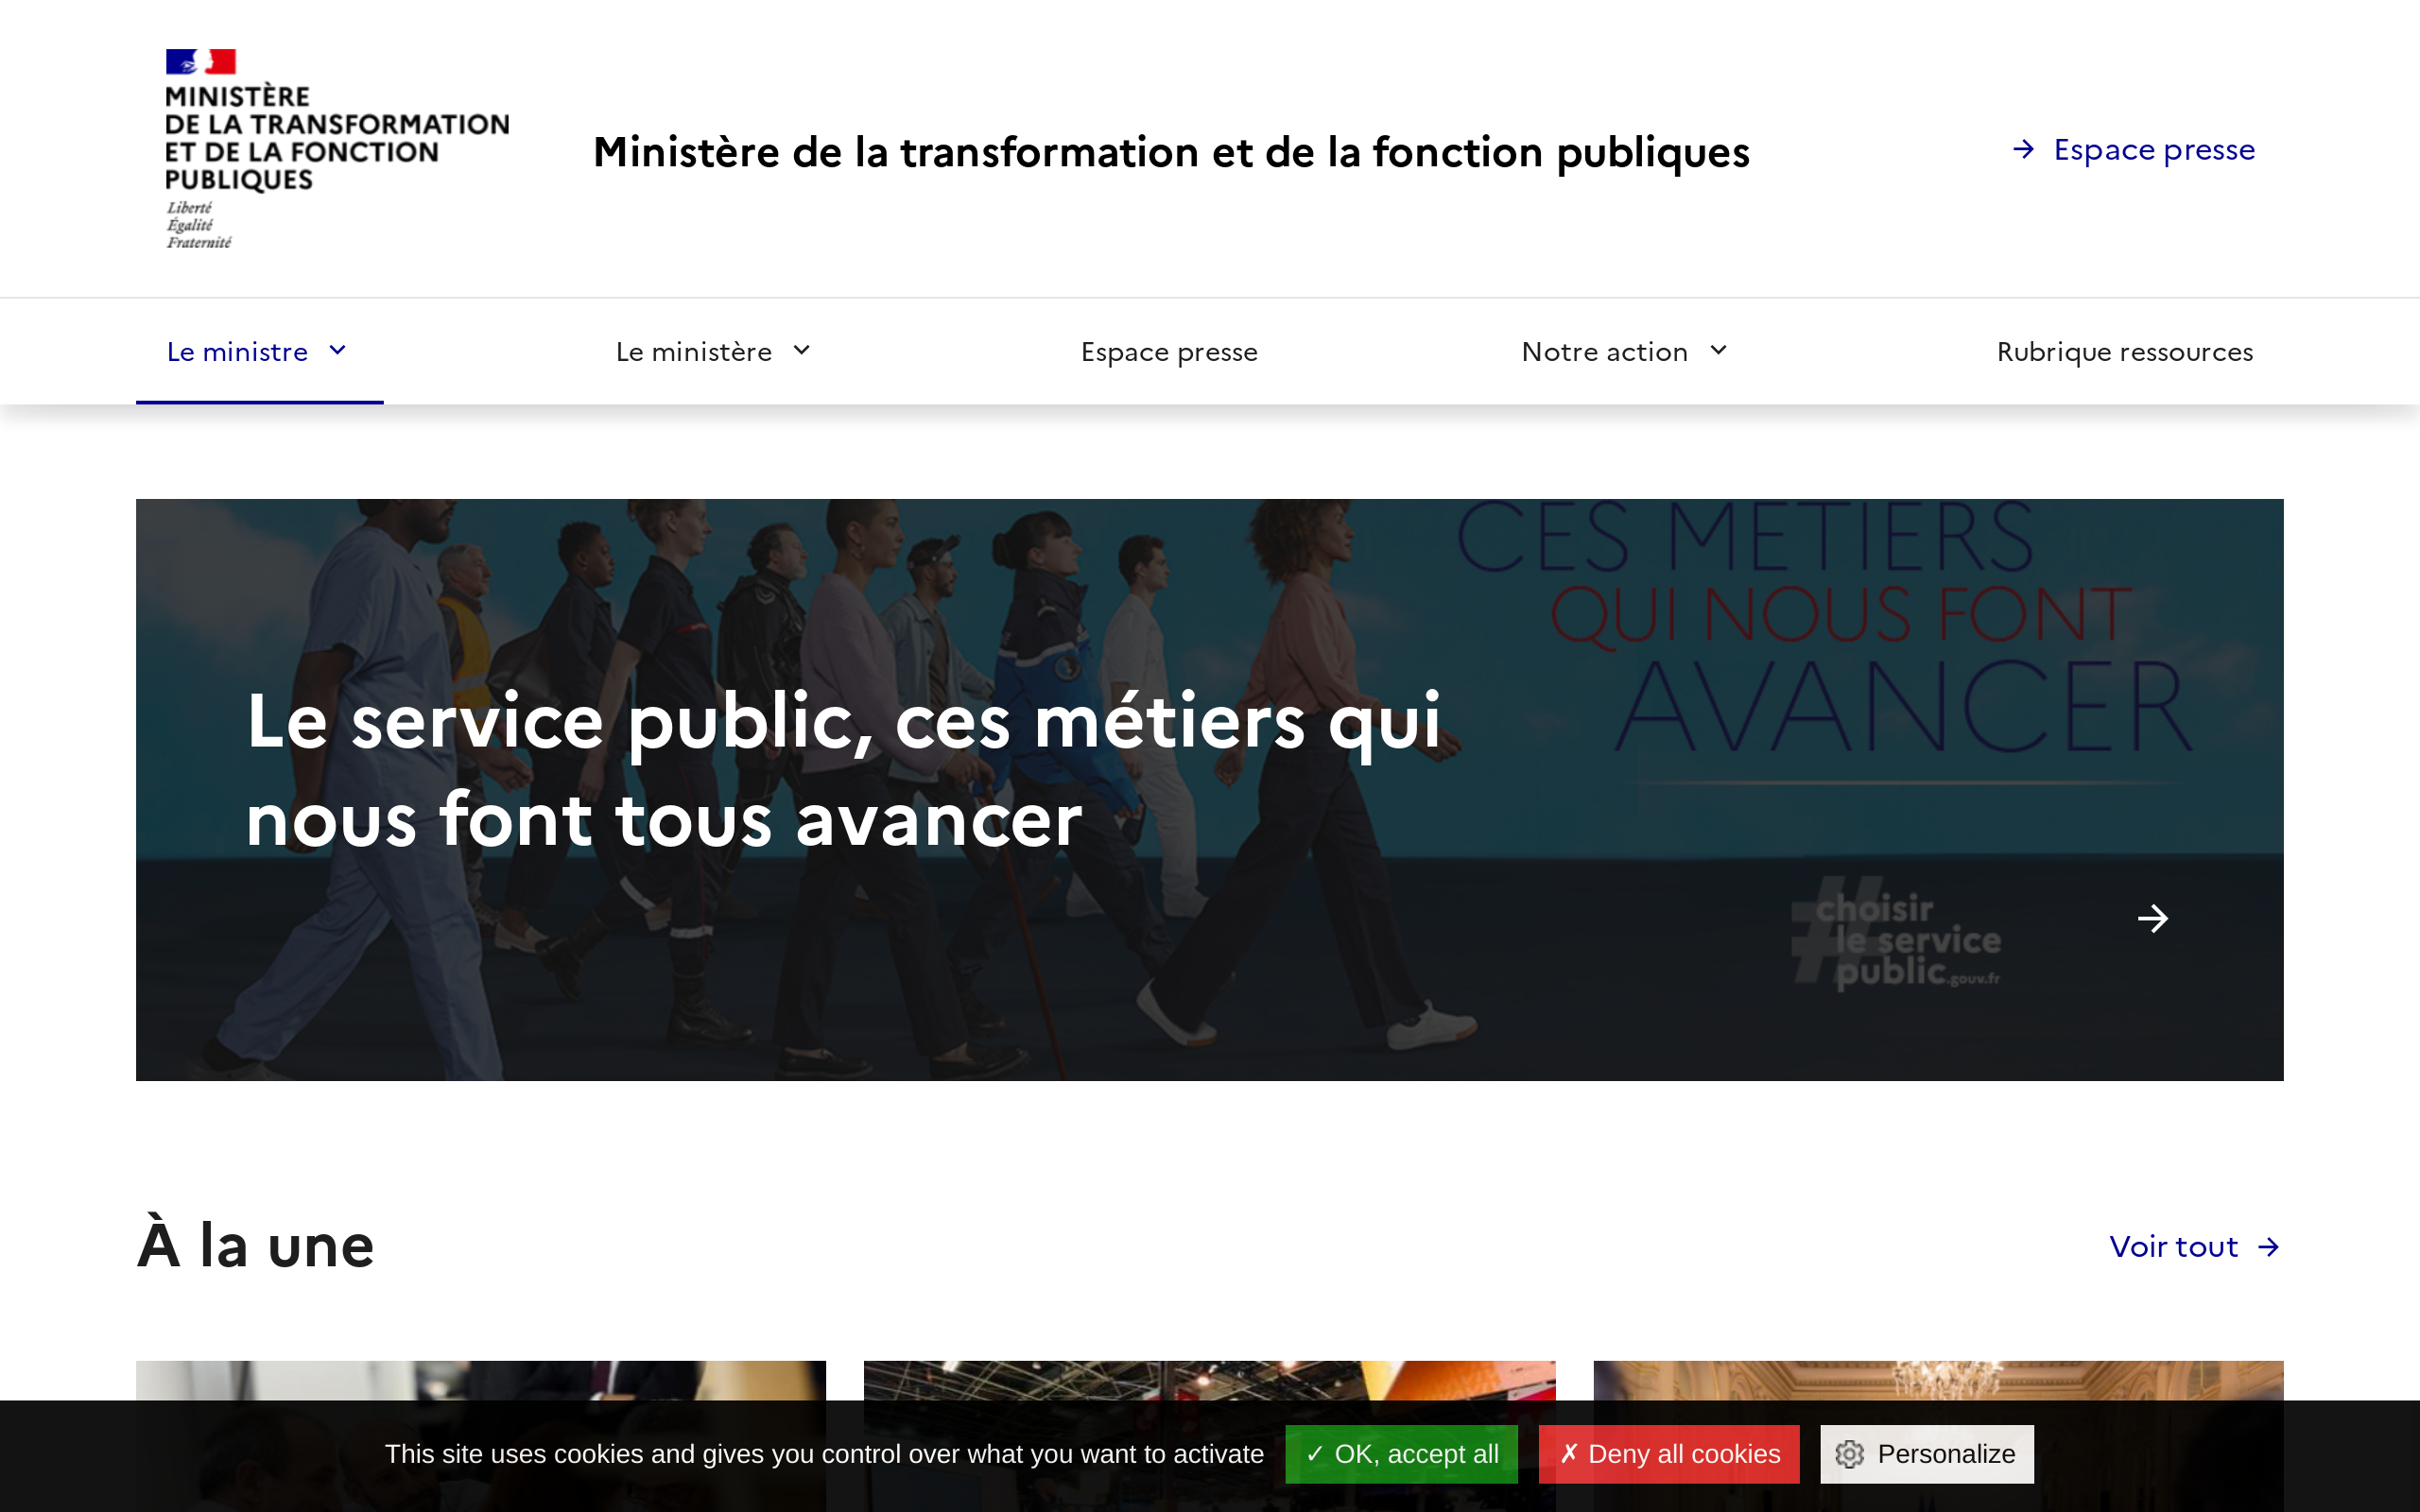 MINISTÈRE
DE LA TRANSFORMATION
ET DE LA FONCTION
PUBLIQUES
Liberté
Égalité
Fraternité
Ministère de la transformation et de la fonction publiques
Espace presse
Le ministre
Le ministère
Espace presse
Notre action
Rubrique ressources
CES MÉTIERS
QUI NOUS FONT
AVANCER
Le service public, ces métiers qui
nous font tous avancer
#choisir
le service
public.gouv.fr
À la une
Voir tout
This site uses cookies and gives you control over what you want to activate
✓ OK, accept all
✗ Deny all cookies
Personalize